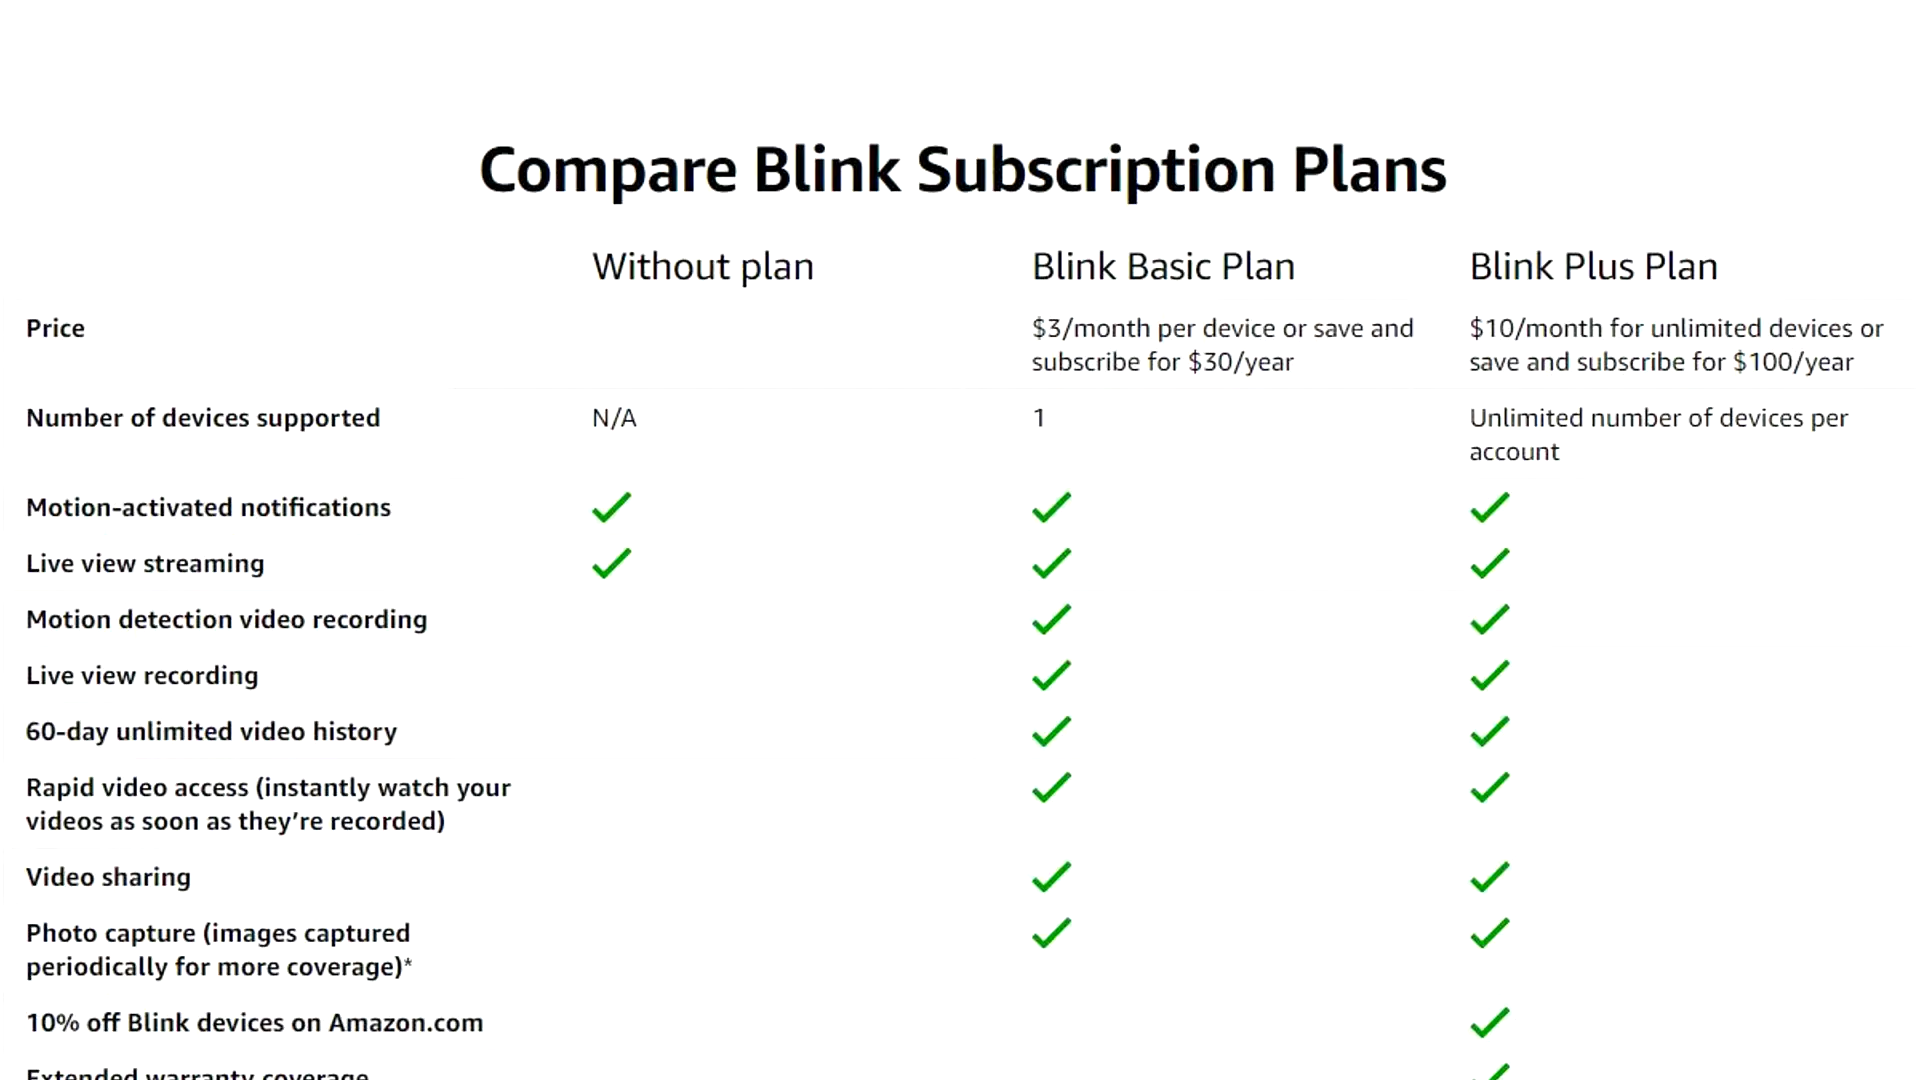 Compare Blink Subscription Plans
Without plan
Blink Basic Plan
Blink Plus Plan
Price
$3/month per device or save and
subscribe for $30/year
$10/month for unlimited devices or
save and subscribe for $100/year
Number of devices supported
N/A
1
Unlimited number of devices per
account
Motion-activated notifications
Live view streaming
Motion detection video recording
Live view recording
60-day unlimited video history
Rapid video access (instantly watch your
videos as soon as they’re recorded)
Video sharing
Photo capture (images captured
periodically for more coverage)*
10% off Blink devices on Amazon.com
Extended warranty coverage